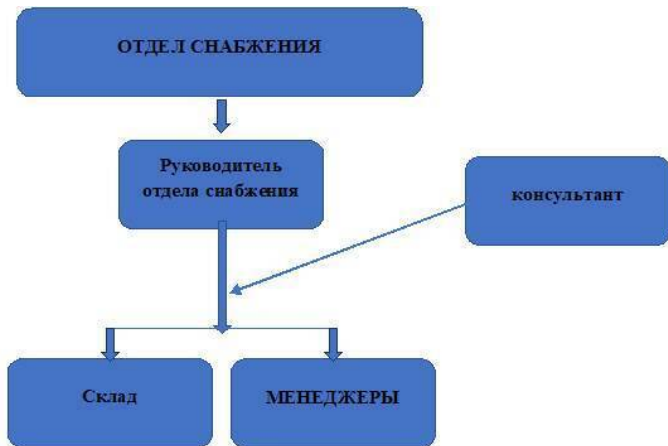 ОТДЕЛ СНАБЖЕНИЯ
Руководитель
отдела снабжения
консультант
Склад
МЕНЕДЖЕРЫ